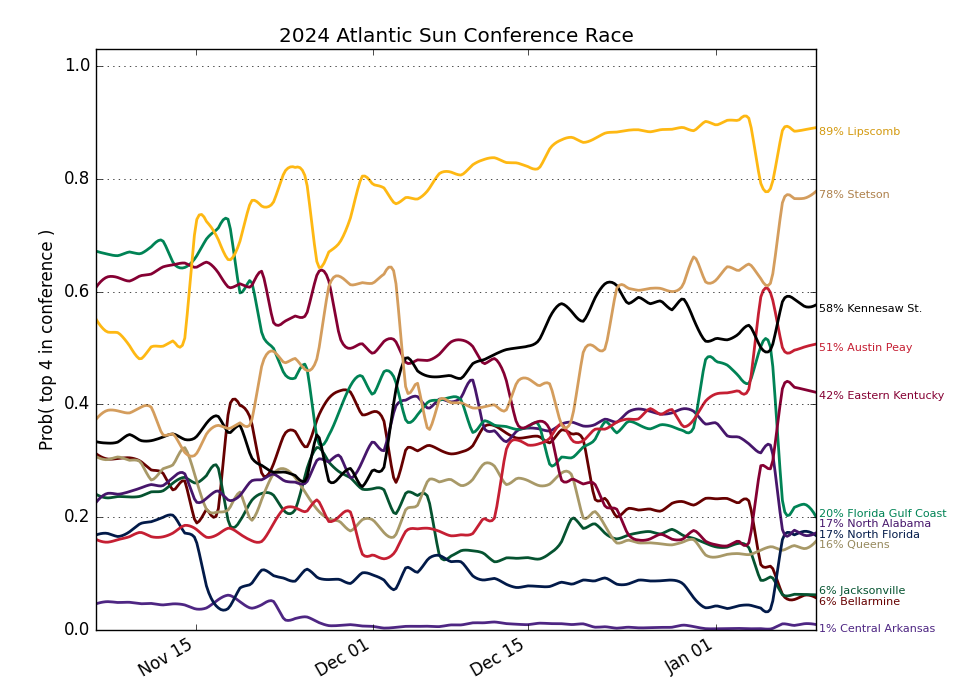 2024 Atlantic Sun Conference Race
Prob( top 4 in conference )
1.0
0.8
0.6
0.4
0.2
0.0
Nov 15
Dec 01
Dec 15
Jan 01
89% Lipscomb
78% Stetson
58% Kennesaw St.
51% Austin Peay
42% Eastern Kentucky
20% Florida Gulf Coast
17% North Alabama
17% North Florida
16% Queens
6% Jacksonville
6% Bellarmine
1% Central Arkansas